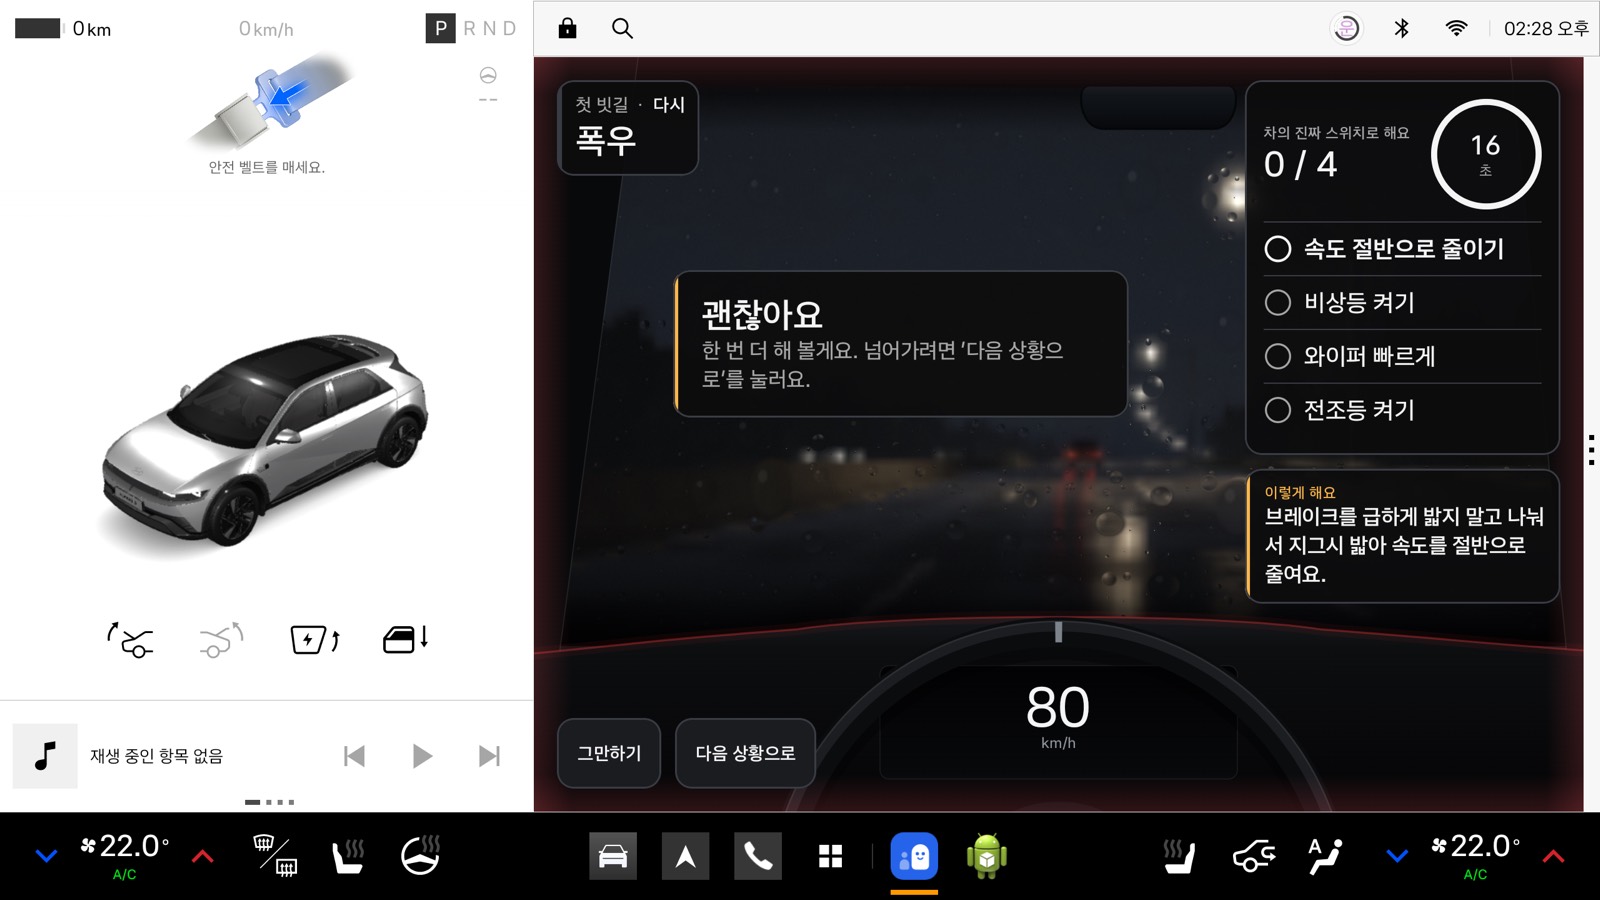 0 km
0 km/h
P R N D
--
안전 벨트를 매세요.
재생 중인 항목 없음
운
02:28 오후
첫 빗길 · 다시
폭우
차의 진짜 스위치로 해요
0 / 4
16
초
속도 절반으로 줄이기
비상등 켜기
와이퍼 빠르게
전조등 켜기
괜찮아요
한 번 더 해 볼게요. 넘어가려면 '다음 상황으
로'를 눌러요.
이렇게 해요
브레이크를 급하게 밟지 말고 나눠
서 지그시 밟아 속도를 절반으로
줄여요.
80
km/h
그만하기
다음 상황으로
22.0°
A/C
A
22.0°
A/C